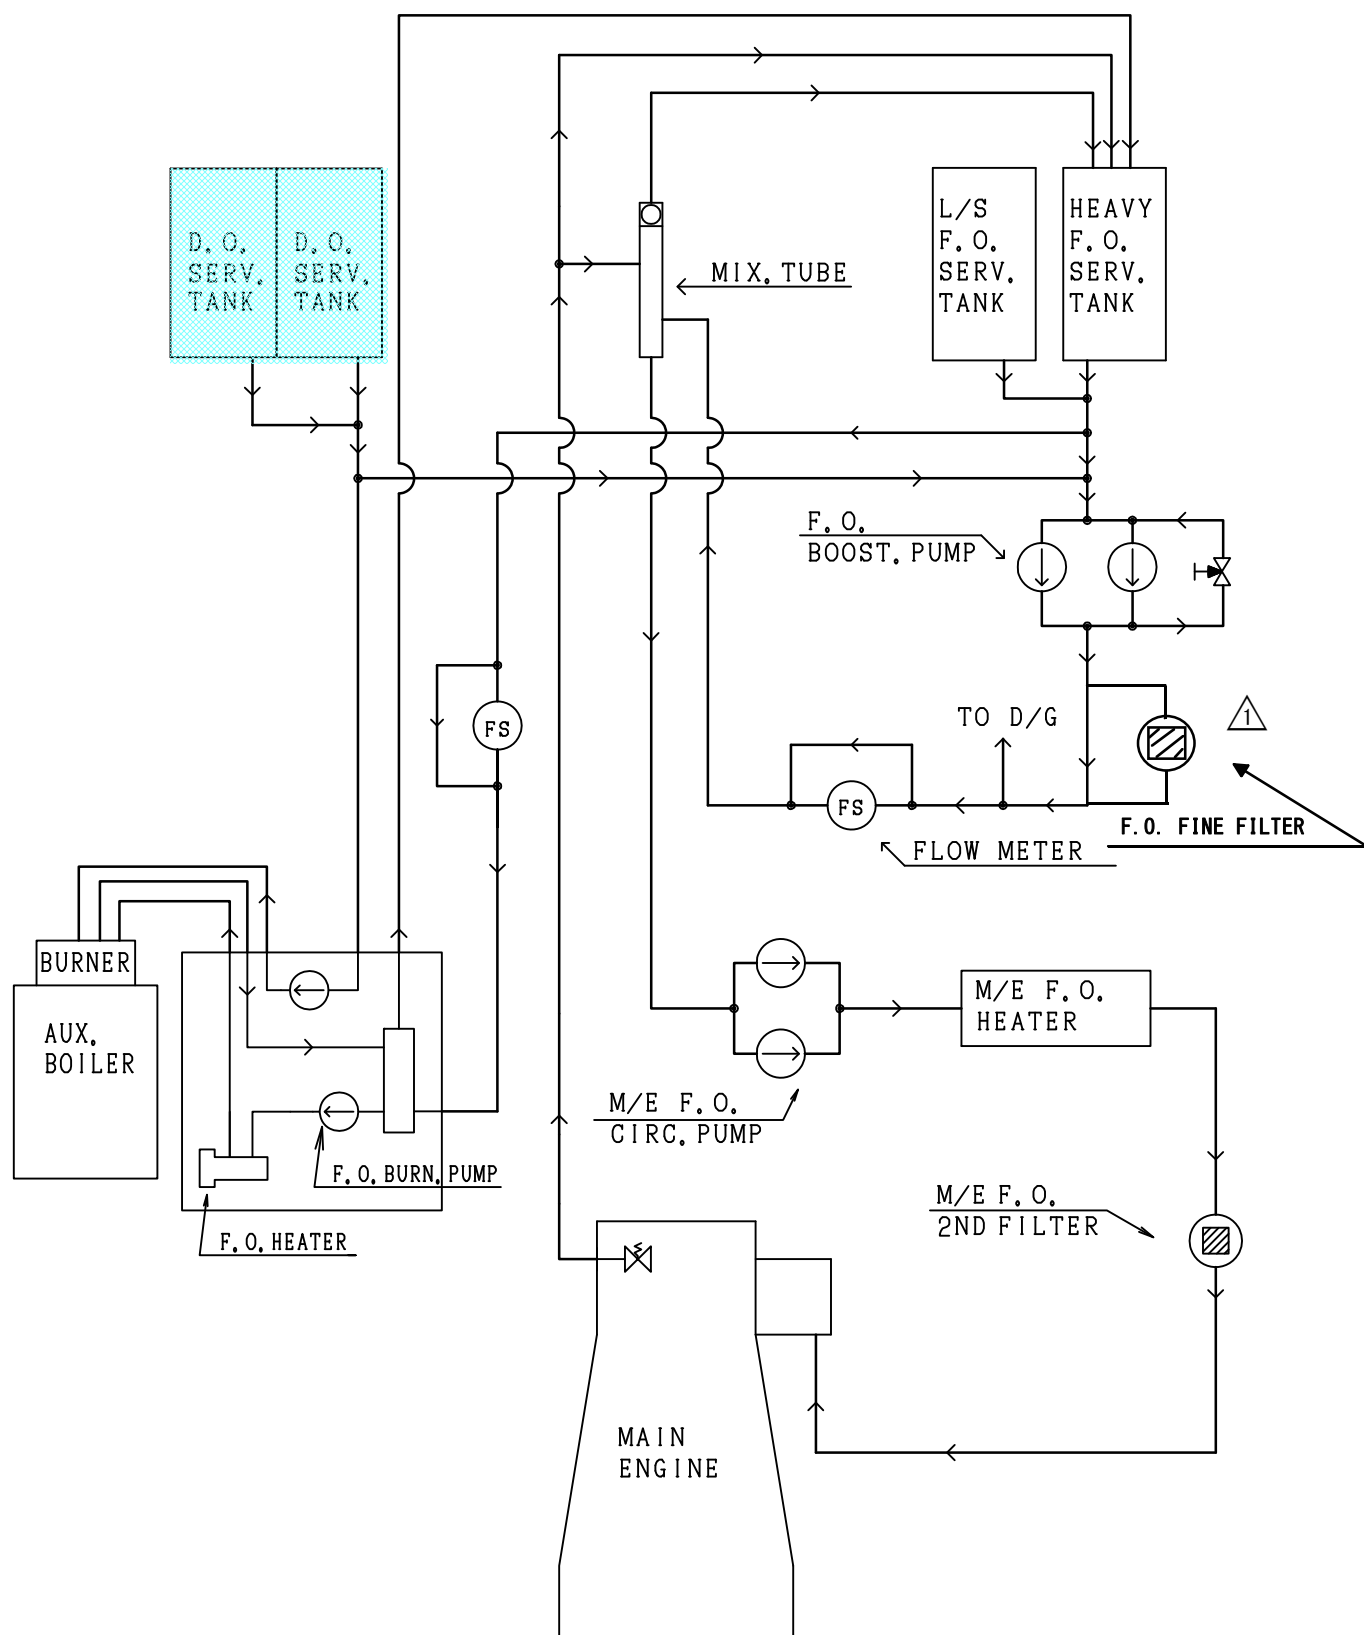 D.O.
SERV.
TANK
D.O.
SERV.
TANK
MIX. TUBE
L/S
F.O.
SERV.
TANK
HEAVY
F.O.
SERV.
TANK
F.O.
BOOST. PUMP
FS
TO D/G
1
FS
F.O. FINE FILTER
FLOW METER
BURNER
AUX.
BOILER
M/E F.O.
HEATER
M/E F.O.
CIRC. PUMP
F.O. BURN. PUMP
F.O. HEATER
M/E F.O.
2ND FILTER
MAIN
ENGINE